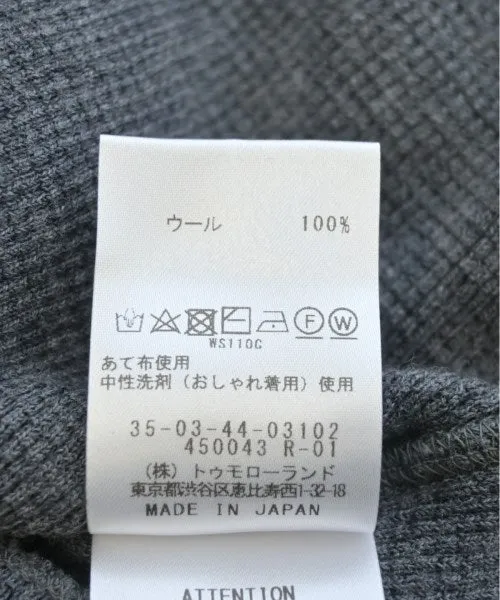 ウール 100%
F W
WS110C
あて布使用
中性洗剤（おしゃれ着用）使用
35-03-44-03102
450043 R-01
（株）トゥモローランド
東京都渋谷区恵比寿西1-32-18
MADE IN JAPAN
ATTENTION